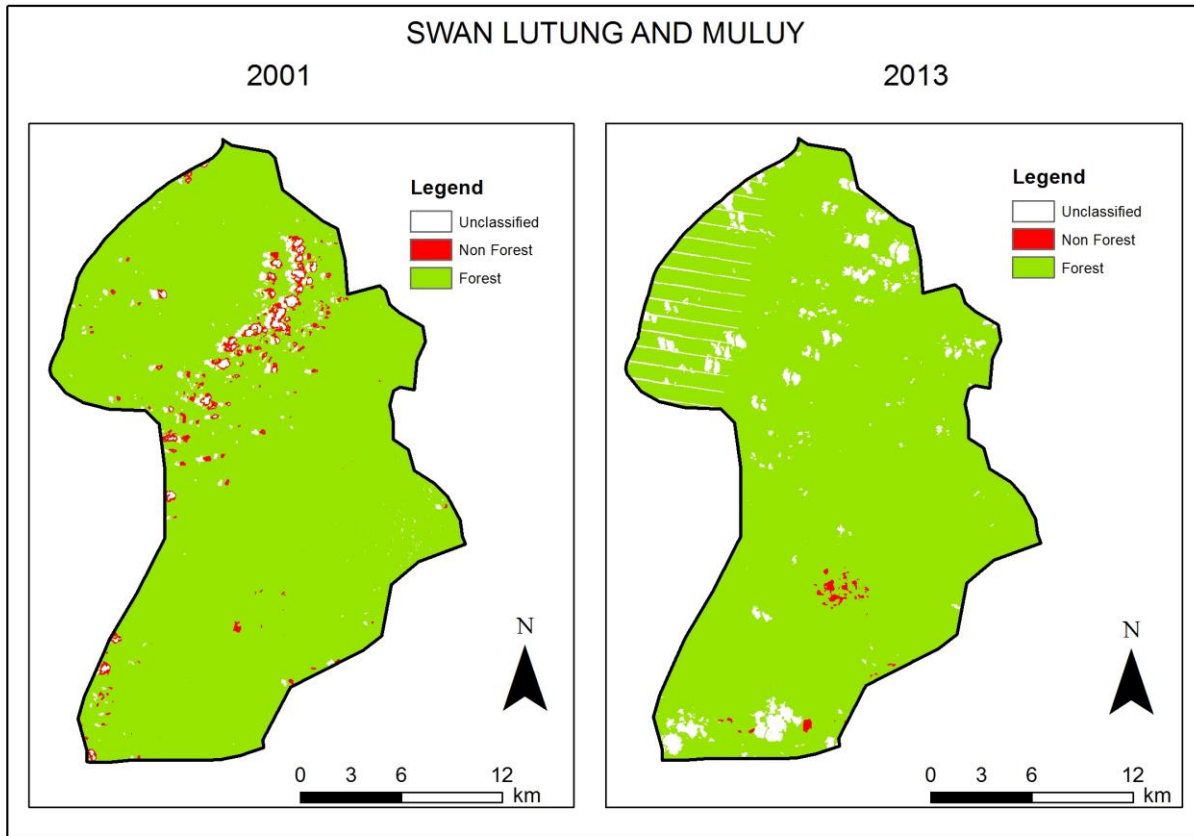 SWAN LUTUNG AND MULUY
2001
2013
Legend
Unclassified
Non Forest
Forest
N
0 3 6 12
km
Legend
Unclassified
Non Forest
Forest
N
0 3 6 12
km